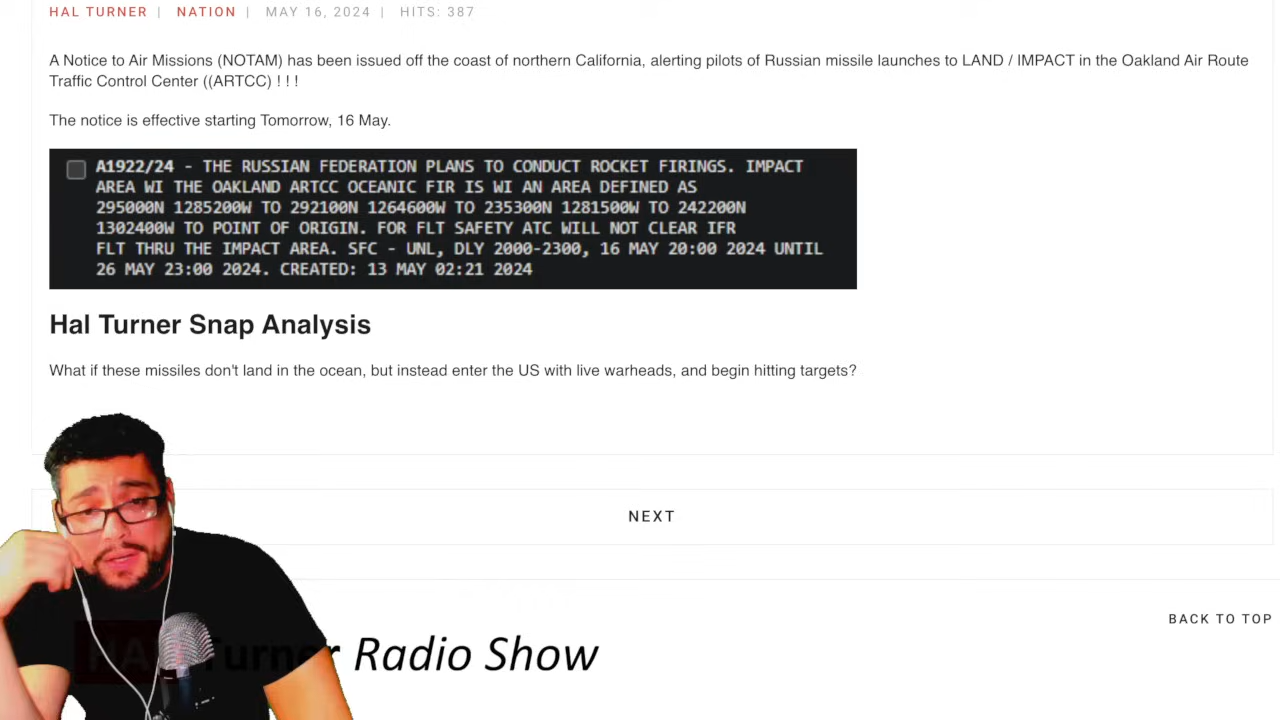 HAL TURNER | NATION | MAY 16, 2024 | HITS: 387
A Notice to Air Missions (NOTAM) has been issued off the coast of northern California, alerting pilots of Russian missile launches to LAND / IMPACT in the Oakland Air Route
Traffic Control Center ((ARTCC) ! ! !
The notice is effective starting Tomorrow, 16 May.
A1922/24 - THE RUSSIAN FEDERATION PLANS TO CONDUCT ROCKET FIRINGS. IMPACT
AREA WI THE OAKLAND ARTCC OCEANIC FIR IS WI AN AREA DEFINED AS
295000N 1285200W TO 292100N 1264600W TO 235300N 1281500W TO 242200N
1302400W TO POINT OF ORIGIN. FOR FLT SAFETY ATC WILL NOT CLEAR IFR
FLT THRU THE IMPACT AREA. SFC - UNL, DLY 2000-2300, 16 MAY 20:00 2024 UNTIL
26 MAY 23:00 2024. CREATED: 13 MAY 02:21 2024
Hal Turner Snap Analysis
What if these missiles don't land in the ocean, but instead enter the US with live warheads, and begin hitting targets?
NEXT
BACK TO TOP
HAL Turner Radio Show